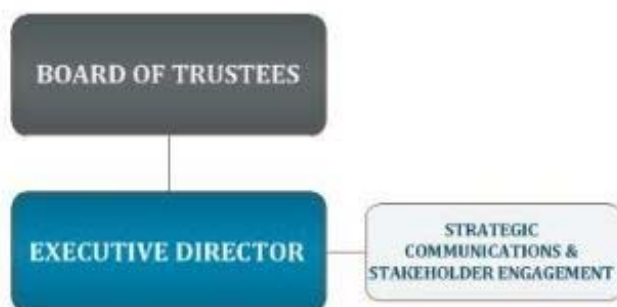 BOARD OF TRUSTEES
EXECUTIVE DIRECTOR
STRATEGIC
COMMUNICATIONS &
STAKEHOLDER ENGAGEMENT